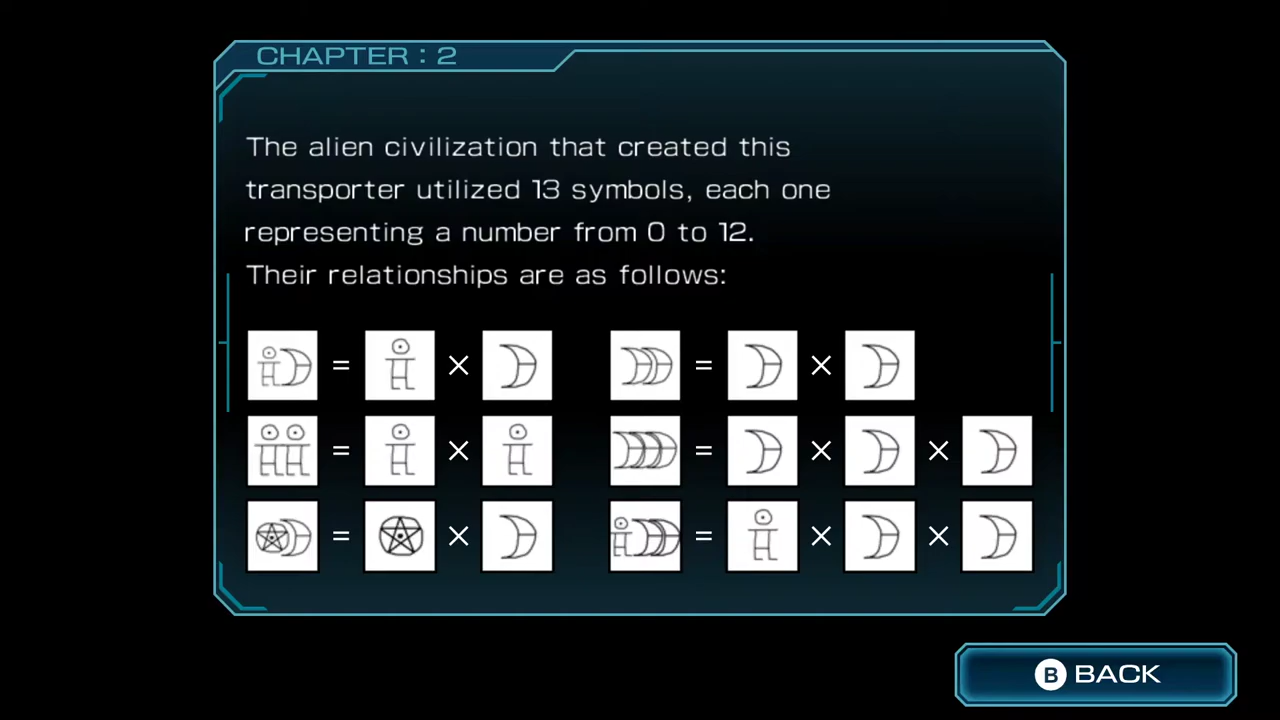 CHAPTER : 2
The alien civilization that created this
transporter utilized 13 symbols, each one
representing a number from 0 to 12.
Their relationships are as follows:
= × = ×
= × = × ×
= × = × ×
B BACK